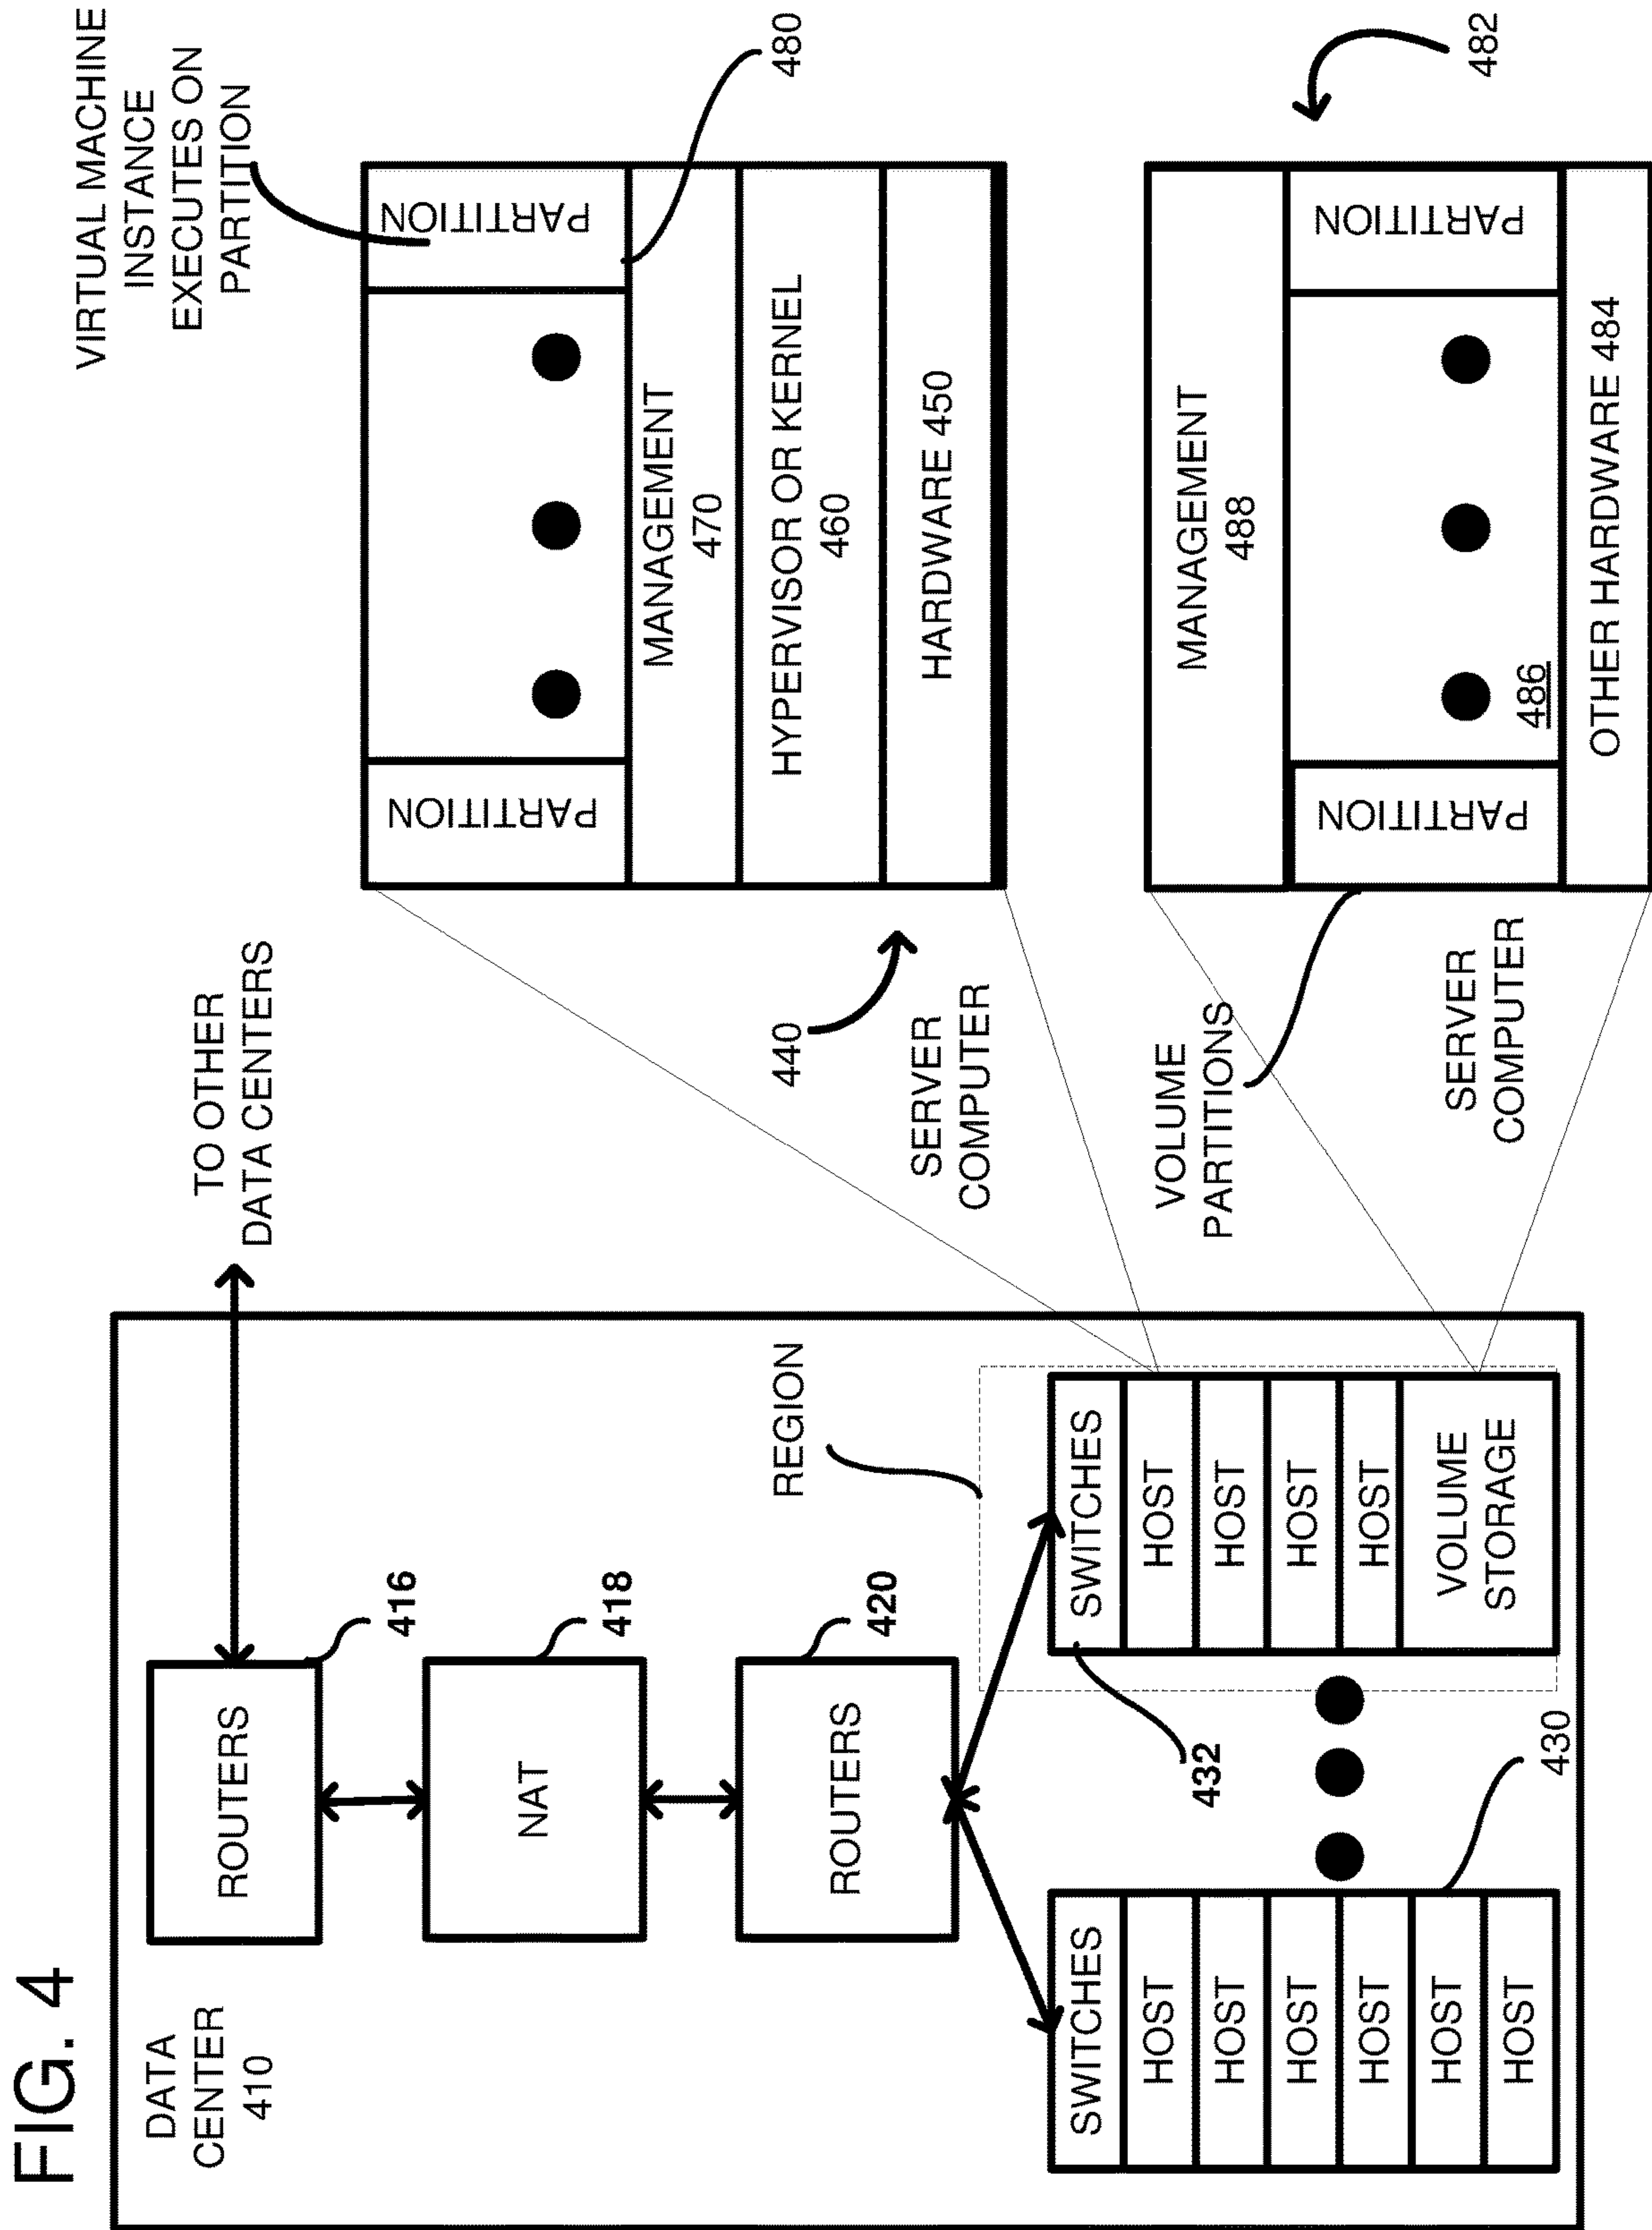 FIG. 4
DATA
CENTER
410
ROUTERS
416
TO OTHER
DATA CENTERS
NAT
418
ROUTERS
420
REGION
SWITCHES
HOST
HOST
HOST
HOST
HOST
HOST
430
432
SWITCHES
HOST
HOST
HOST
HOST
VOLUME
STORAGE
VIRTUAL MACHINE
INSTANCE
EXECUTES ON
PARTITION
PARTITION
PARTITION
480
MANAGEMENT
470
HYPERVISOR OR KERNEL
460
HARDWARE 450
440
SERVER
COMPUTER
482
MANAGEMENT
488
PARTITION
PARTITION
486
OTHER HARDWARE 484
VOLUME
PARTITIONS
SERVER
COMPUTER